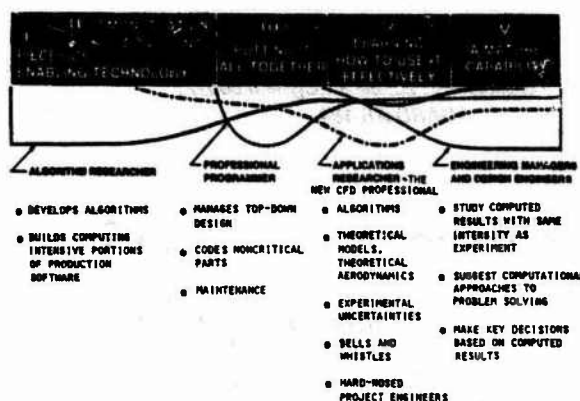 III
V
ENABLING TECHNOLOGY
ALL TOGETHER
HOW TO USE IT
EFFECTIVELY
A MATURE
CAPABILITY
ALGORITHM RESEARCHER
• DEVELOPS ALGORITHMS
• BUILDS COMPUTING
INTENSIVE PORTIONS
OF PRODUCTION
SOFTWARE
PROFESSIONAL
PROGRAMMER
• MANAGES TOP-DOWN
DESIGN
• CODES NONCRITICAL
PARTS
• MAINTENANCE
APPLICATIONS
RESEARCHER - THE
NEW CFD PROFESSIONAL
• ALGORITHMS
• THEORETICAL
MODELS,
THEORETICAL
AERODYNAMICS
• EXPERIMENTAL
UNCERTAINTIES
• BELLS AND
WHISTLES
• HARD-NOSED
PROJECT ENGINEERS
ENGINEERING MANAGERS
AND DESIGN ENGINEERS
• STUDY COMPUTED
RESULTS WITH SAME
INTENSITY AS
EXPERIMENT
• SUGGEST COMPUTATIONAL
APPROACHES TO
PROBLEM SOLVING
• MAKE KEY DECISIONS
BASED ON COMPUTED
RESULTS